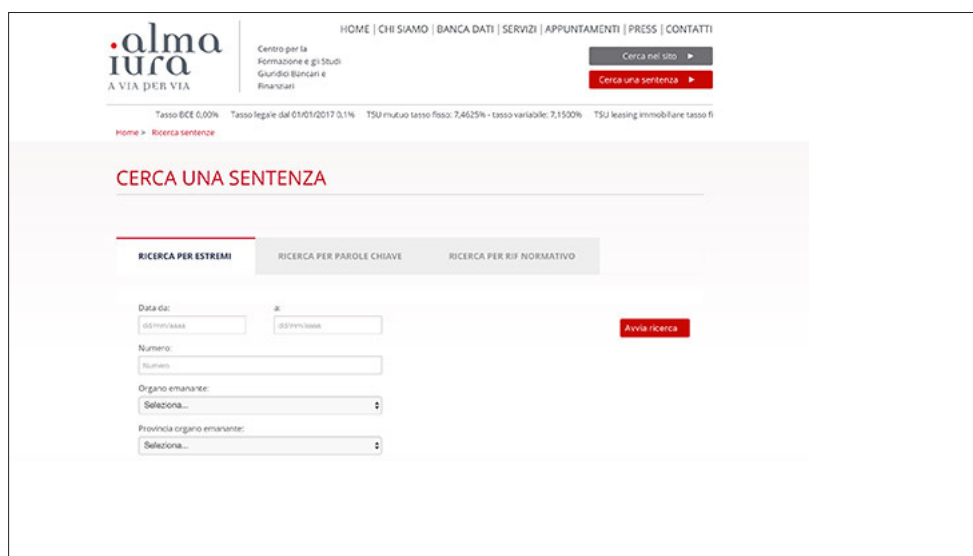 HOME | CHI SIAMO | BANCA DATI | SERVIZI | APPUNTAMENTI | PRESS | CONTATTI
alma
iura
A VIA PER VIA
Centro per la
Formazione e gli Studi
Giuridici Bancari e
Finanziari
Cerca nel sito
Cerca una sentenza
Tasso BCE 0,00% Tasso legale dal 01/01/2017 0,1% TSU mutuo tasso fisso: 7,4625% - tasso variabile: 7,1500% TSU leasing immobiliare tasso fi
Home > Ricerca sentenze
CERCA UNA SENTENZA
RICERCA PER ESTREMI RICERCA PER PAROLE CHIAVE RICERCA PER RIF NORMATIVO
Data da: a:
dd/mm/aaaa dd/mm/aaaa
Avvia ricerca
Numero:
Numero
Organo emanante:
Seleziona...
Provincia organo emanante:
Seleziona...